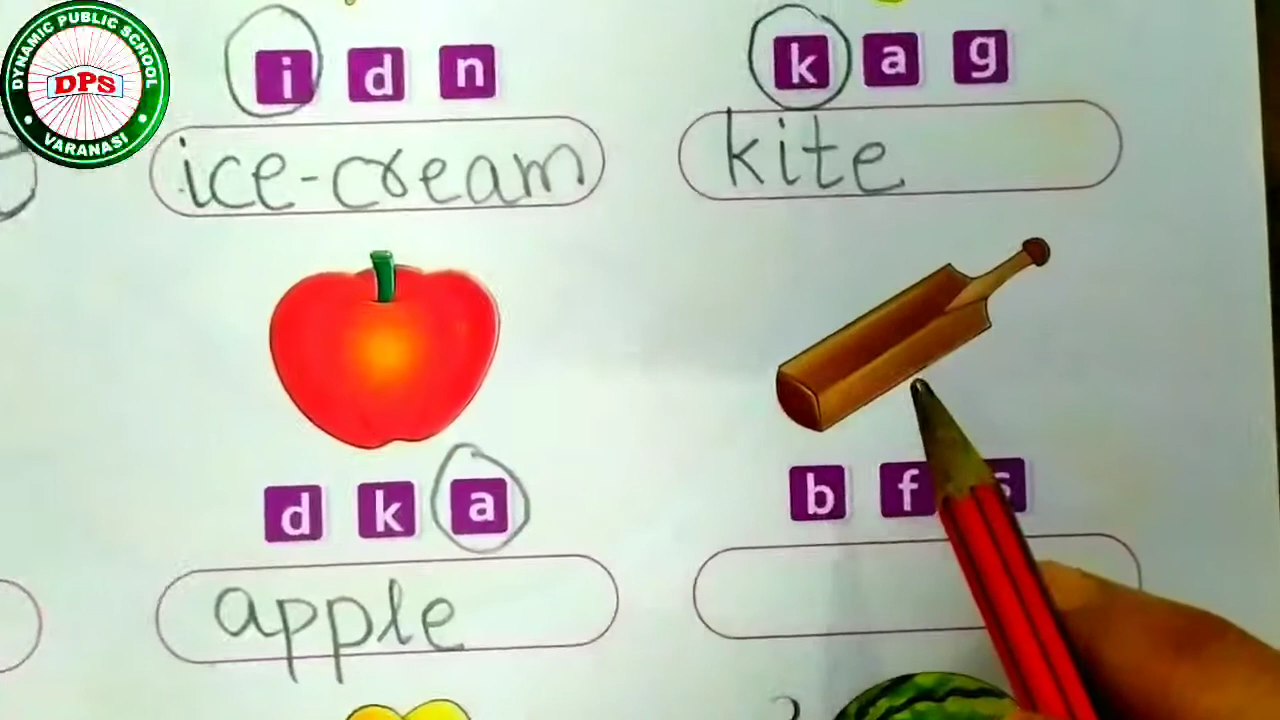 DYNAMIC PUBLIC SCHOOL
DPS
VARANASI
i d n
k a g
ice-cream
kite
d k a
b f s
apple